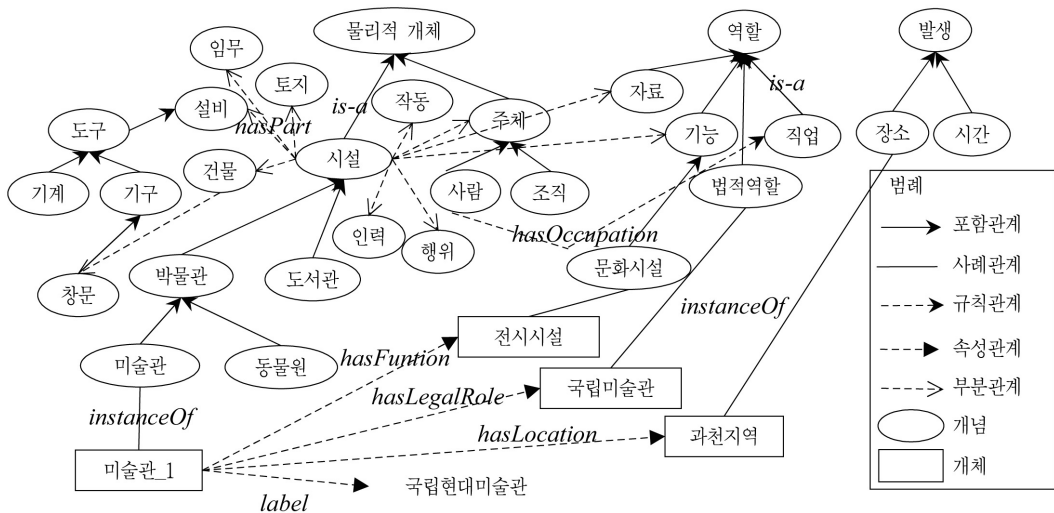 물리적 개체
역할
발생
임무
토지
is-a
작동
자료
is-a
설비
hasPart
주체
도구
기능
직업
장소
시간
시설
건물
기계
기구
사람
조직
법적역할
범례
포함관계
인력
행위
hasOccupation
사례관계
박물관
도서관
문화시설
창문
instanceOf
규칙관계
전시시설
미술관
동물원
hasFuntion
속성관계
국립미술관
부분관계
instanceOf
hasLegalRole
hasLocation
과천지역
개념
미술관_1
국립현대미술관
개체
label